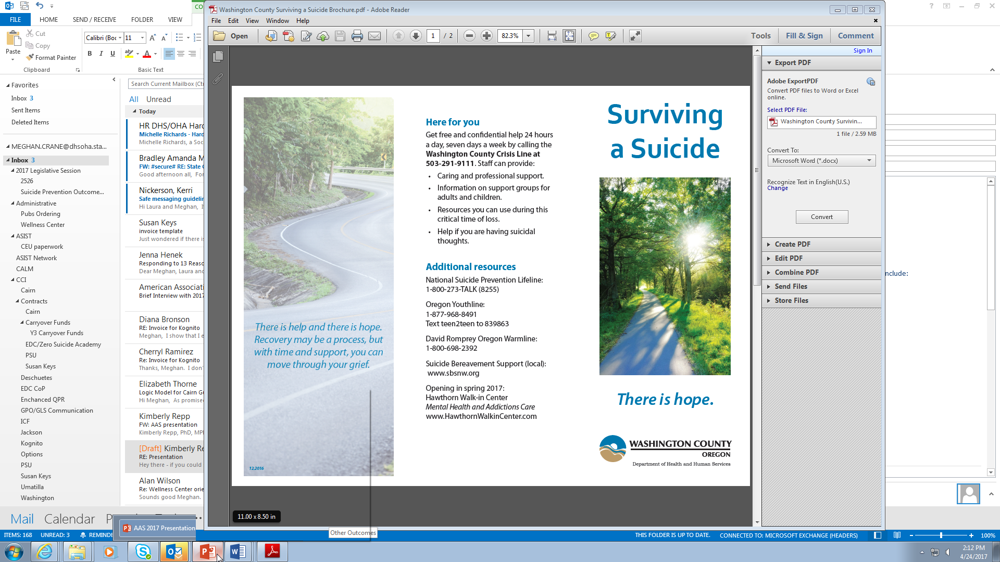 Washington County Surviving a Suicide Brochure.pdf - Adobe Reader
CO
FILE HOME SEND / RECEIVE FOLDER VIEW
File Edit View Window Help
Cut
Copy
Format Painter
Paste
Calibri (Boc 11
B I U
Clipboard
Basic Text
Open
1 / 2
82.3%
Tools Fill & Sign Comment
Favorites
Inbox 3
Sent Items
Deleted Items
MEGHAN.CRANE@dhsoha.sta...
Inbox 3
2017 Legislative Session
2526
Suicide Prevention Outcome...
Administrative
Pubs Ordering
Wellness Center
ASIST
CEU paperwork
ASIST Network
CALM
CCI
Cairn
Contracts
Cairn
Carryover Funds
Y3 Carryover Funds
EDC/Zero Suicide Academy
PSU
Susan Keys
Deschuetes
EDC CoP
Enchanced QPR
GPO/GLS Communication
ICF
Jackson
Kognito
Options
PSU
Susan Keys
Umatilla
Washington
Search Current Mailbox (Ct
All Unread
Today
HR DHS/OHA Hard
Michelle Richards - Hard
Michelle Richards, a Soc
Bradley Amanda M
FW: #secure# RE: State
Good afternoon all, For
Nickerson, Kerri
Safe messaging guidelin
Hi Laura and Meghan,
Susan Keys
invoice template
Just wondered if there is
Jenna Henek
Responding to 13 Reaso
Dear Meghan, Laura and
American Associati
Brief Interview with 2017
Diana Bronson
RE: Invoice for Kognito
Meghan, I show that I e
Cherryl Ramirez
Re: Invoice for Kognito
Thanks, Meghan. I don'
Elizabeth Thorne
Logic Model for Cairn Gu
Hi Meghan, As promise
Kimberly Repp
FW: AAS presentation
Kimberly Repp, PhD, MPH
[Draft] Kimberly Re
RE: Presentation
Hey there - if you could
Alan Wilson
Re: Wellness Center orie
Sounds good Meghan.
There is help and there is hope.
Recovery may be a process, but
with time and support, you can
move through your grief.
12.2016
Here for you
Get free and confidential help 24 hours
a day, seven days a week by calling the
Washington County Crisis Line at
503-291-9111. Staff can provide:
• Caring and professional support.
• Information on support groups for
adults and children.
• Resources you can use during this
critical time of loss.
• Help if you are having suicidal
thoughts.
Additional resources
National Suicide Prevention Lifeline:
1-800-273-TALK (8255)
Oregon Youthline:
1-877-968-8491
Text teen2teen to 839863
David Romprey Oregon Warmline:
1-800-698-2392
Suicide Bereavement Support (local):
www.sbsnw.org
Opening in spring 2017:
Hawthorn Walk-in Center
Mental Health and Addictions Care
www.HawthornWalkinCenter.com
Surviving
a Suicide
There is hope.
WASHINGTON COUNTY
OREGON
Department of Health and Human Services
11.00 x 8.50 in
Sign In
Export PDF
Adobe ExportPDF
Convert PDF files to Word or Excel
online.
Select PDF File:
Washington County Survivin...
1 file / 2.59 MB
Convert To:
Microsoft Word (*.docx)
Recognize Text in English(U.S.)
Change
Convert
Create PDF
Edit PDF
Combine PDF
Send Files
Store Files
nclude:
Mail Calendar
AAS 2017 Presentation
Other Outcomes
ITEMS: 168 UNREAD: 3 REMINDE
THIS FOLDER IS UP TO DATE. CONNECTED TO: MICROSOFT EXCHANGE (HEADERS) 100%
2:12 PM
4/24/2017